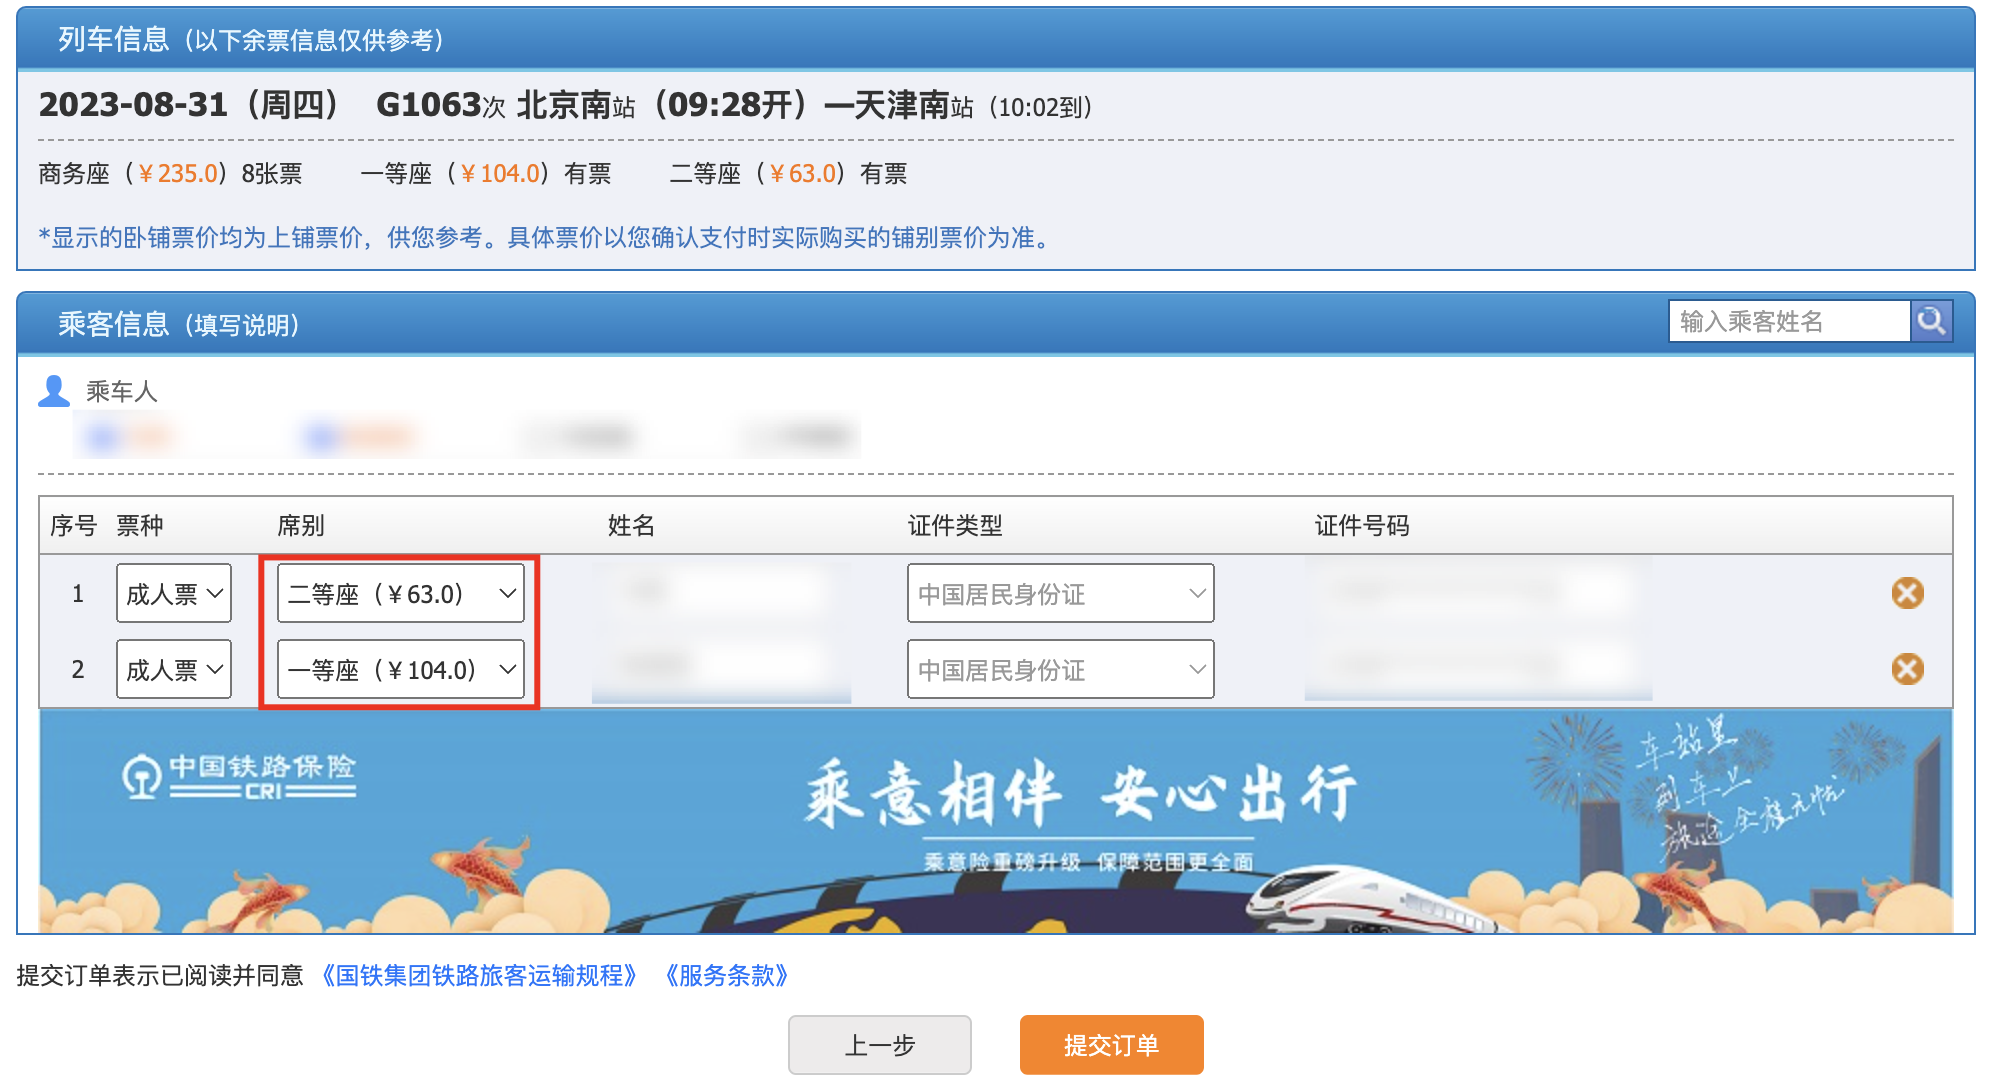 列车信息（以下余票信息仅供参考）
2023-08-31（周四） G1063次 北京南站（09:28开）—天津南站（10:02到）
商务座（￥235.0）8张票 一等座（￥104.0）有票 二等座（￥63.0）有票
*显示的卧铺票价均为上铺票价，供您参考。具体票价以您确认支付时实际购买的铺别票价为准。
乘客信息（填写说明） 输入乘客姓名
乘车人
序号 票种 席别 姓名 证件类型 证件号码
1 成人票 二等座（￥63.0） 中国居民身份证
2 成人票 一等座（￥104.0） 中国居民身份证
中国铁路保险
CRI
乘意相伴 安心出行
乘意险重磅升级 保障范围更全面
车站里
列车上
旅途全程无忧
提交订单表示已阅读并同意 《国铁集团铁路旅客运输规程》 《服务条款》
上一步 提交订单